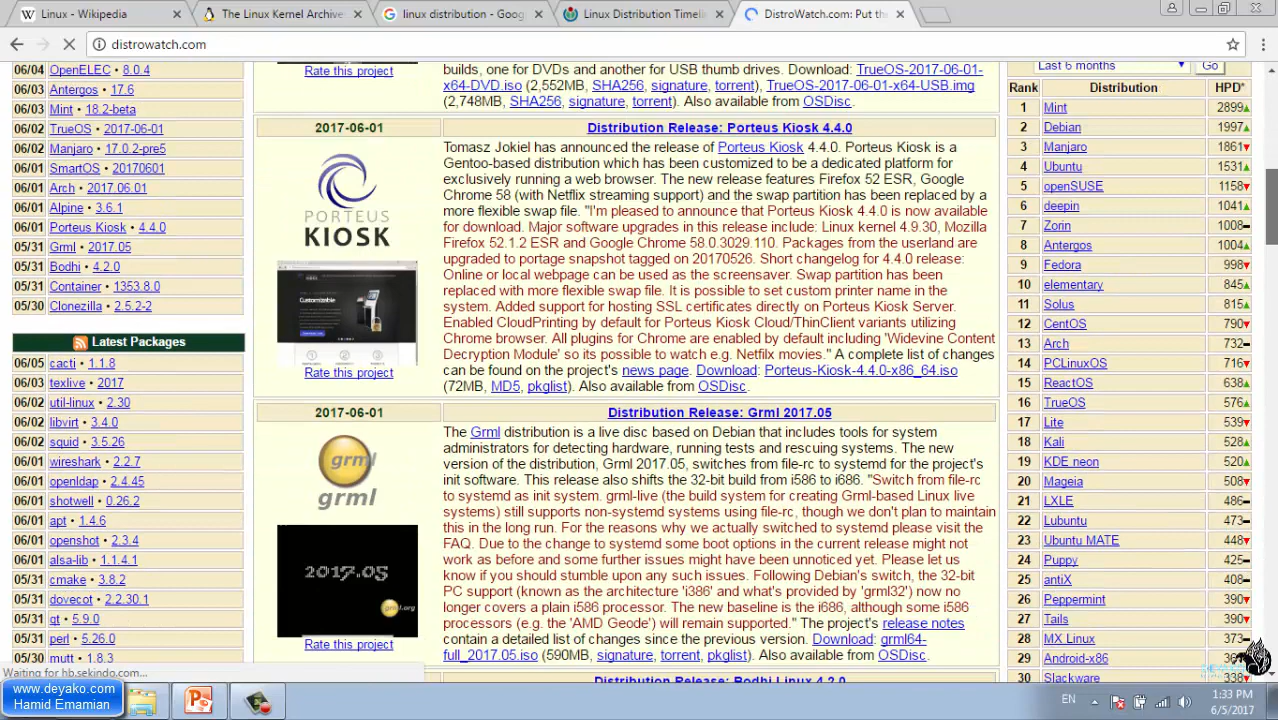 Linux - Wikipedia
The Linux Kernel Archive
linux distribution - Goog
Linux Distribution Timeli
DistroWatch.com: Put th
distrowatch.com
06/04 OpenELEC • 8.0.4
06/03 Antergos • 17.6
06/03 Mint • 18.2-beta
06/02 TrueOS • 2017-06-01
06/02 Manjaro • 17.0.2-pre5
06/01 SmartOS • 20170601
06/01 Arch • 2017.06.01
06/01 Alpine • 3.6.1
06/01 Porteus Kiosk • 4.4.0
05/31 Grml • 2017.05
05/31 Bodhi • 4.2.0
05/31 Container • 1353.8.0
05/30 Clonezilla • 2.5.2-2
Latest Packages
06/05 cacti • 1.1.8
06/03 texlive • 2017
06/02 util-linux • 2.30
06/02 libvirt • 3.4.0
06/02 squid • 3.5.26
06/01 wireshark • 2.2.7
06/01 openldap • 2.4.45
06/01 shotwell • 0.26.2
06/01 apt • 1.4.6
06/01 openshot • 2.3.4
05/31 alsa-lib • 1.1.4.1
05/31 cmake • 3.8.2
05/31 dovecot • 2.2.30.1
05/31 qt • 5.9.0
05/31 perl • 5.26.0
05/30 mutt • 1.8.3
Rate this project
builds, one for DVDs and another for USB thumb drives. Download: TrueOS-2017-06-01-
x64-DVD.iso (2,552MB, SHA256, signature, torrent), TrueOS-2017-06-01-x64-USB.img
(2,748MB, SHA256, signature, torrent). Also available from OSDisc.
2017-06-01
Distribution Release: Porteus Kiosk 4.4.0
PORTEUS
KIOSK
Customizable
Rate this project
Tomasz Jokiel has announced the release of Porteus Kiosk 4.4.0. Porteus Kiosk is a
Gentoo-based distribution which has been customized to be a dedicated platform for
exclusively running a web browser. The new release features Firefox 52 ESR, Google
Chrome 58 (with Netflix streaming support) and the swap partition has been replaced by a
more flexible swap file. "I'm pleased to announce that Porteus Kiosk 4.4.0 is now available
for download. Major software upgrades in this release include: Linux kernel 4.9.30, Mozilla
Firefox 52.1.2 ESR and Google Chrome 58.0.3029.110. Packages from the userland are
upgraded to portage snapshot tagged on 20170526. Short changelog for 4.4.0 release:
Online or local webpage can be used as the screensaver. Swap partition has been
replaced with more flexible swap file. It is possible to set custom printer name in the
system. Added support for hosting SSL certificates directly on Porteus Kiosk Server.
Enabled CloudPrinting by default for Porteus Kiosk Cloud/ThinClient variants utilizing
Chrome browser. All plugins for Chrome are enabled by default including 'Widevine Content
Decryption Module' so its possible to watch e.g. Netfilx movies." A complete list of changes
can be found on the project's news page. Download: Porteus-Kiosk-4.4.0-x86_64.iso
(72MB, MD5, pkglist). Also available from OSDisc.
2017-06-01
Distribution Release: Grml 2017.05
grml
grml
2017.05
grml.org
Rate this project
The Grml distribution is a live disc based on Debian that includes tools for system
administrators for detecting hardware, running tests and rescuing systems. The new
version of the distribution, Grml 2017.05, switches from file-rc to systemd for the project's
init software. This release also shifts the 32-bit build from i586 to i686. "Switch from file-rc
to systemd as init system. grml-live (the build system for creating Grml-based Linux live
systems) still supports non-systemd systems using file-rc, though we don't plan to maintain
this in the long run. For the reasons why we actually switched to systemd please visit the
FAQ. Due to the change to systemd some boot options in the current release might not
work as before and some further issues might have been unnoticed yet. Please let us
know if you should stumble upon any such issues. Following Debian's switch, the 32-bit
PC support (known as the architecture 'i386' and what's provided by 'grml32') now no
longer covers a plain i586 processor. The new baseline is the i686, although some i586
processors (e.g. the 'AMD Geode') will remain supported." The project's release notes
contain a detailed list of changes since the previous version. Download: grml64-
full_2017.05.iso (590MB, signature, torrent, pkglist). Also available from OSDisc.
Distribution Release: Bodhi Linux 4.2.0
Last 6 months Go
Rank Distribution HPD*
1 Mint 2899
2 Debian 1997
3 Manjaro 1861
4 Ubuntu 1531
5 openSUSE 1158
6 deepin 1041
7 Zorin 1008
8 Antergos 1004
9 Fedora 998
10 elementary 845
11 Solus 815
12 CentOS 790
13 Arch 732
14 PCLinuxOS 716
15 ReactOS 638
16 TrueOS 576
17 Lite 539
18 Kali 528
19 KDE neon 520
20 Mageia 508
21 LXLE 486
22 Lubuntu 473
23 Ubuntu MATE 448
24 Puppy 425
25 antiX 408
26 Peppermint 390
27 Tails 390
28 MX Linux 373
29 Android-x86
30 Slackware 338
Waiting for hb.sekindo.com...
www.deyako.com
Hamid Emamian
EN
1:33 PM
6/5/2017